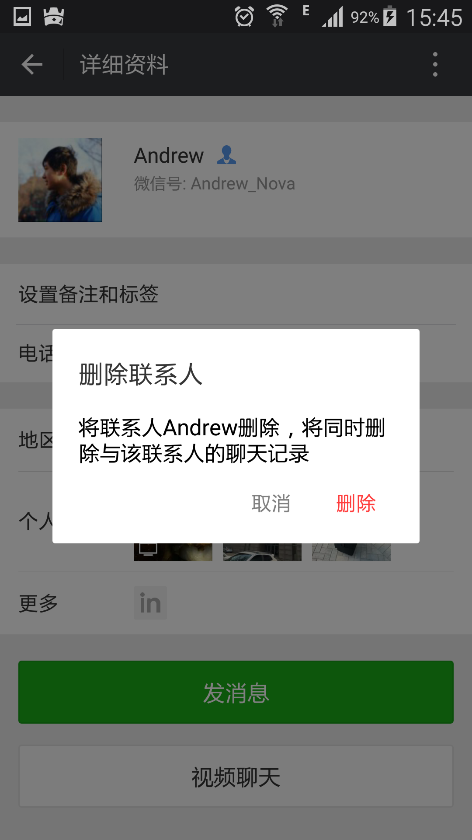 E 92% 15:45
详细资料
Andrew
微信号: Andrew_Nova
设置备注和标签
电话
删除联系人
将联系人Andrew删除，将同时删
除与该联系人的聊天记录
取消 删除
地区
个人
更多 in
发消息
视频聊天